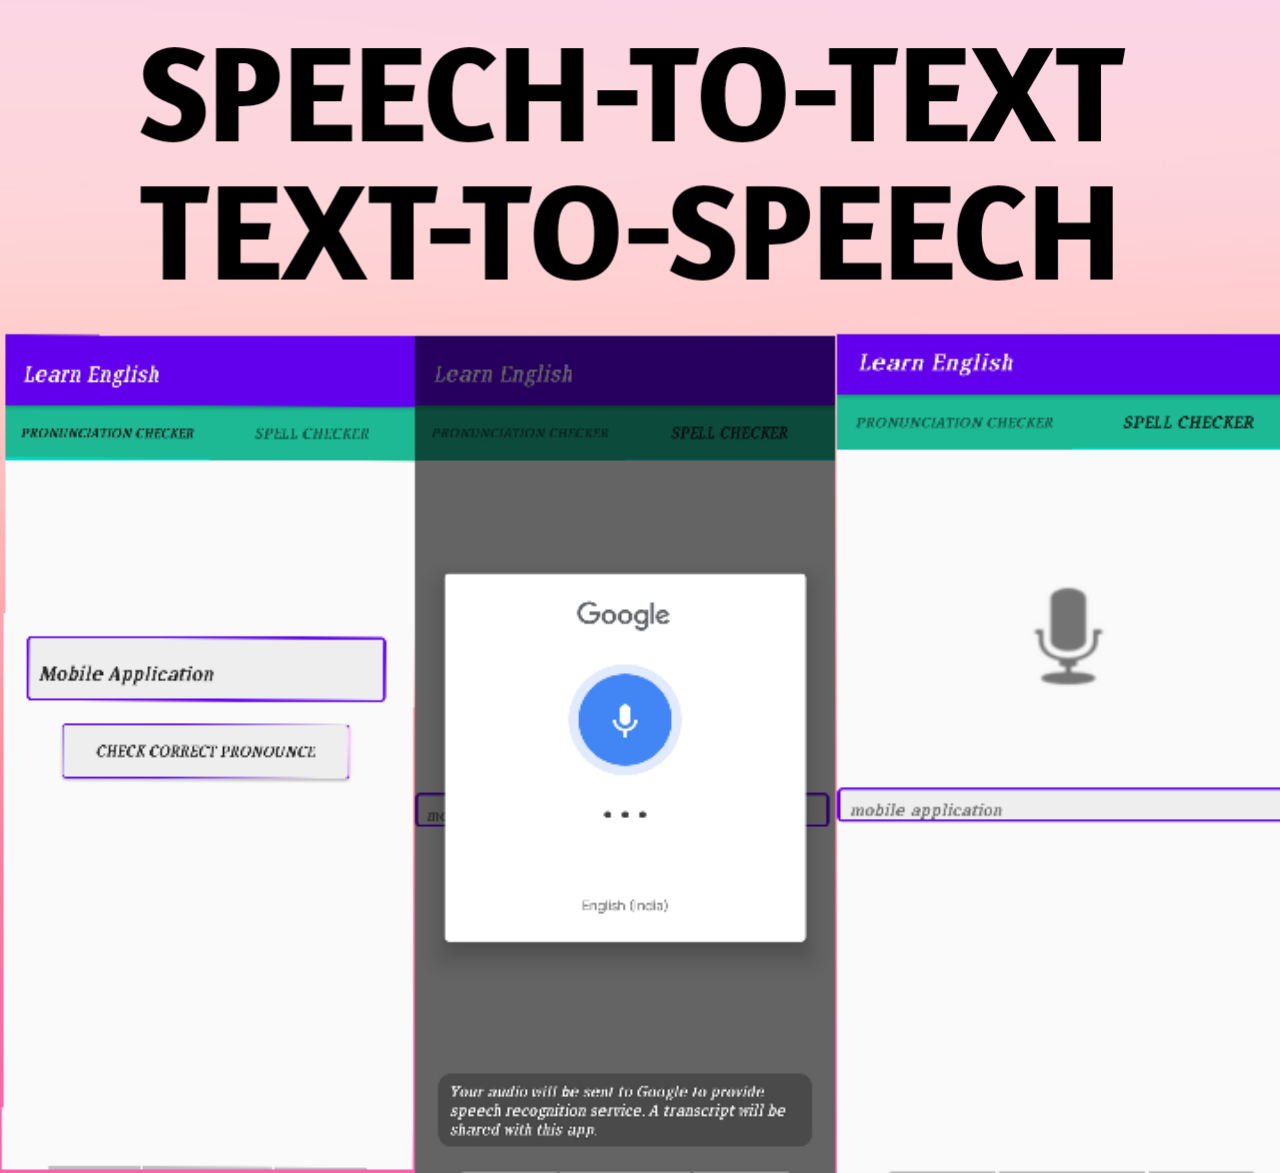 SPEECH-TO-TEXT
TEXT-TO-SPEECH
Learn English
PRONUNCIATION CHECKER SPELL CHECKER
Mobile Application
CHECK CORRECT PRONOUNCE
Learn English
PRONUNCIATION CHECKER SPELL CHECKER
Google
English (India)
Your audio will be sent to Google to provide
speech recognition service. A transcript will be
shared with this app.
Learn English
PRONUNCIATION CHECKER SPELL CHECKER
mobile application